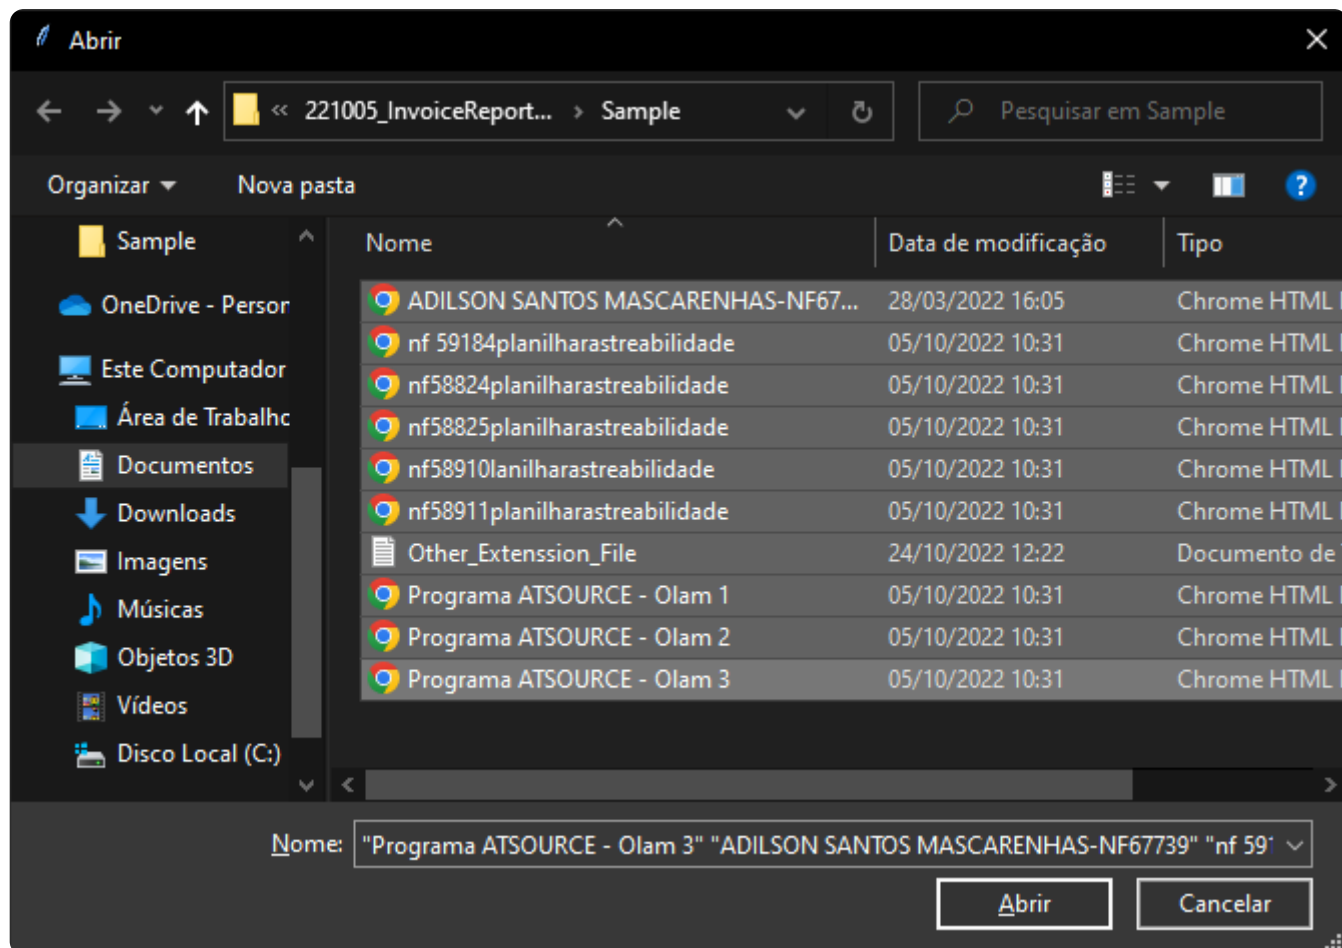 Abrir
221005_InvoiceReport... Sample
Pesquisar em Sample
Organizar Nova pasta
Sample
OneDrive - Person
Este Computador
Área de Trabalho
Documentos
Downloads
Imagens
Músicas
Objetos 3D
Vídeos
Disco Local (C:)
Nome Data de modificação Tipo
ADILSON SANTOS MASCARENHAS-NF67... 28/03/2022 16:05 Chrome HTML
nf 59184planilharastreabilidade 05/10/2022 10:31 Chrome HTML
nf58824planilharastreabilidade 05/10/2022 10:31 Chrome HTML
nf58825planilharastreabilidade 05/10/2022 10:31 Chrome HTML
nf58910lanilharastreabilidade 05/10/2022 10:31 Chrome HTML
nf58911planilharastreabilidade 05/10/2022 10:31 Chrome HTML
Other_Extenssion_File 24/10/2022 12:22 Documento de
Programa ATSOURCE - Olam 1 05/10/2022 10:31 Chrome HTML
Programa ATSOURCE - Olam 2 05/10/2022 10:31 Chrome HTML
Programa ATSOURCE - Olam 3 05/10/2022 10:31 Chrome HTML
Nome: "Programa ATSOURCE - Olam 3" "ADILSON SANTOS MASCARENHAS-NF67739" "nf 59
Abrir Cancelar